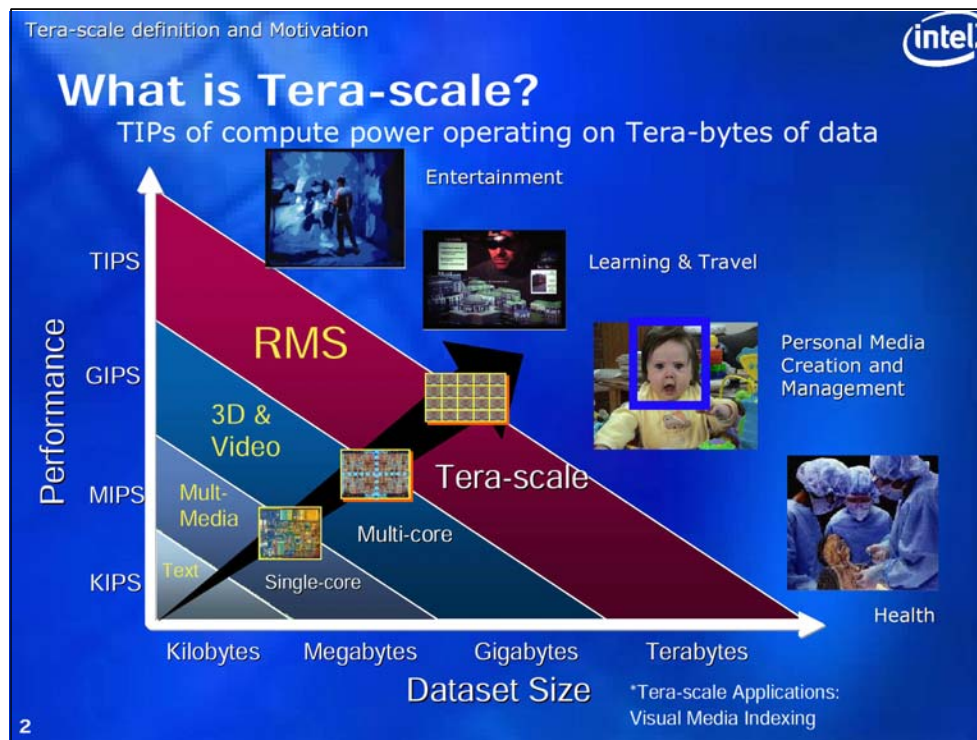 Tera-scale definition and Motivation
intel
What is Tera-scale?
TIPs of compute power operating on Tera-bytes of data
Entertainment
TIPS
Learning & Travel
RMS
Performance
GIPS
Personal Media
Creation and
Management
3D &
Video
Tera-scale
MIPS
Mult-
Media
Multi-core
Text
Single-core
KIPS
Health
Kilobytes
Megabytes
Gigabytes
Terabytes
Dataset Size
*Tera-scale Applications:
Visual Media Indexing
2